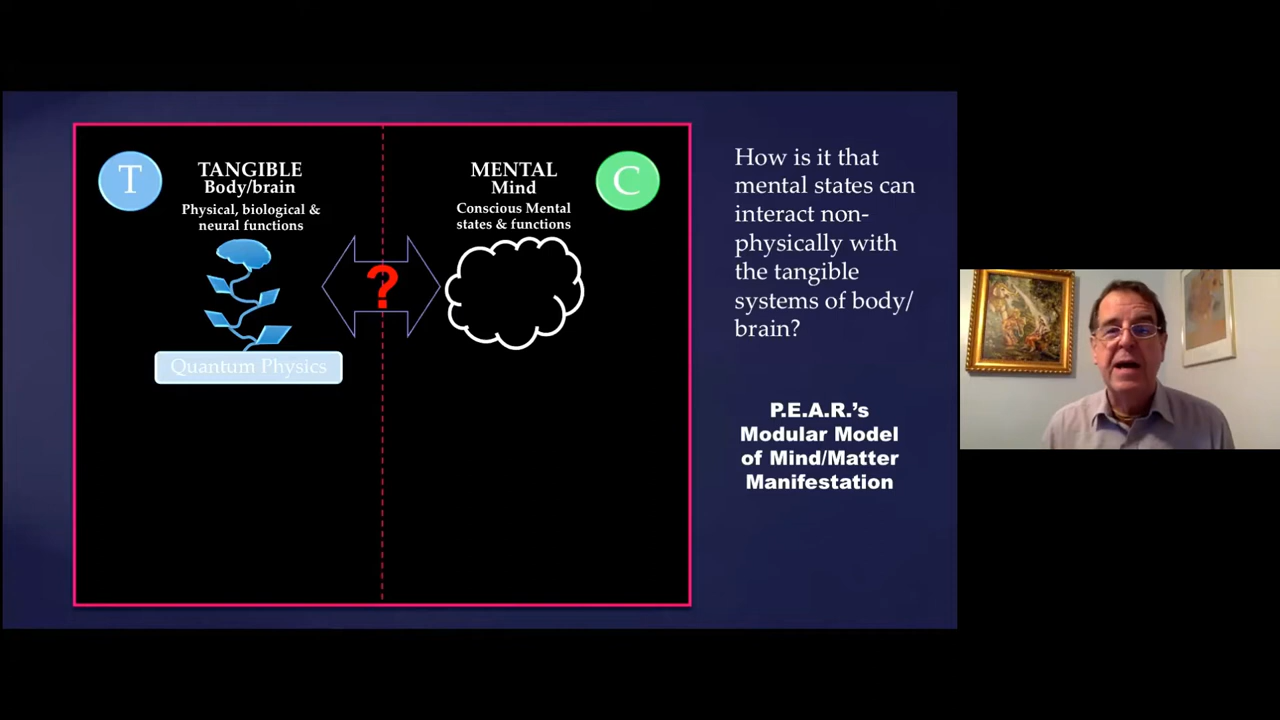 T
TANGIBLE
Body/brain
Physical, biological &
neural functions
?
MENTAL
Mind
Conscious Mental
states & functions
C
Quantum Physics
How is it that
mental states can
interact non-
physically with
the tangible
systems of body/
brain?
P.E.A.R.'s
Modular Model
of Mind/Matter
Manifestation